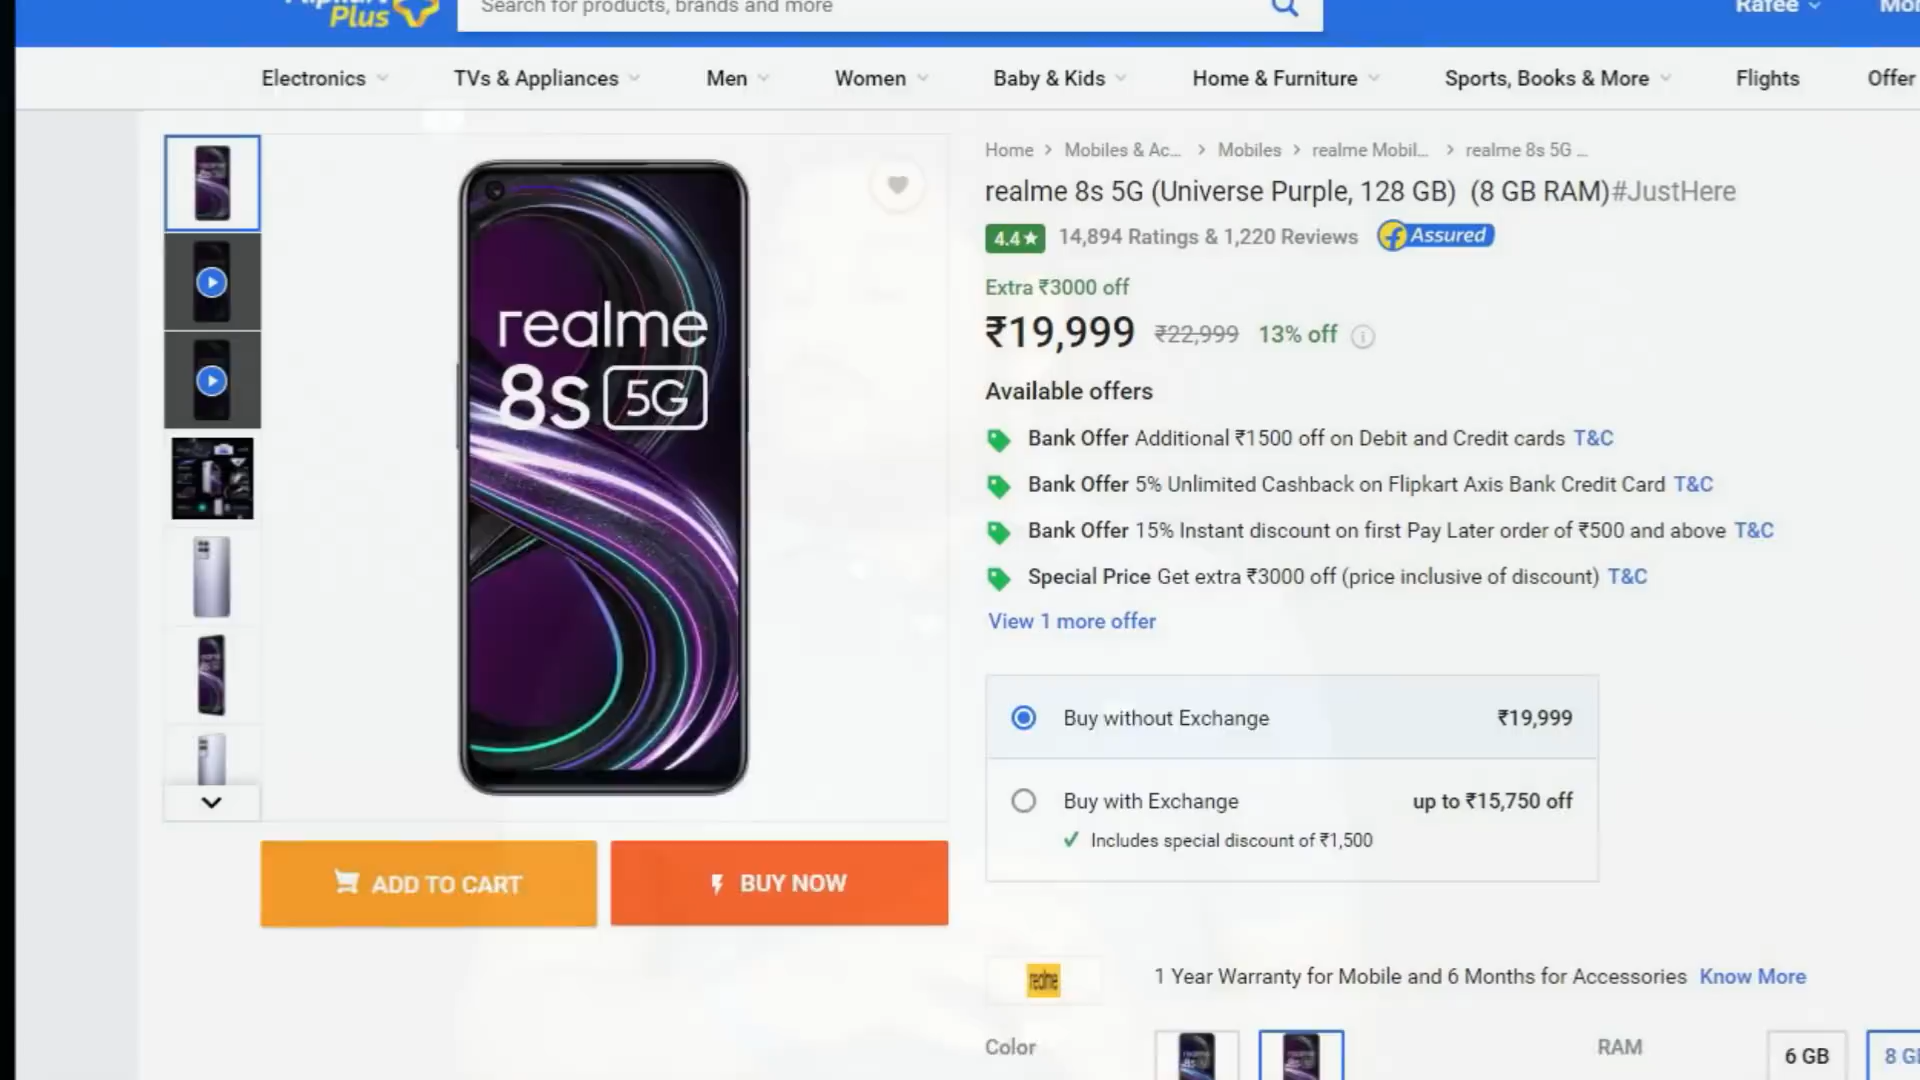 Plus
Search for products, brands and more
Rafee
Electronics
TVs & Appliances
Men
Women
Baby & Kids
Home & Furniture
Sports, Books & More
Flights
Offer
Home > Mobiles & Ac... > Mobiles > realme Mobil... > realme 8s 5G ...
realme 8s 5G (Universe Purple, 128 GB) (8 GB RAM)#JustHere
4.4★ 14,894 Ratings & 1,220 Reviews Assured
Extra ₹3000 off
₹19,999 ₹22,999 13% off
realme
8s 5G
Available offers
Bank Offer Additional ₹1500 off on Debit and Credit cards T&C
Bank Offer 5% Unlimited Cashback on Flipkart Axis Bank Credit Card T&C
Bank Offer 15% Instant discount on first Pay Later order of ₹500 and above T&C
Special Price Get extra ₹3000 off (price inclusive of discount) T&C
View 1 more offer
Buy without Exchange ₹19,999
Buy with Exchange up to ₹15,750 off
Includes special discount of ₹1,500
ADD TO CART
BUY NOW
realme
1 Year Warranty for Mobile and 6 Months for Accessories Know More
Color
RAM
6 GB